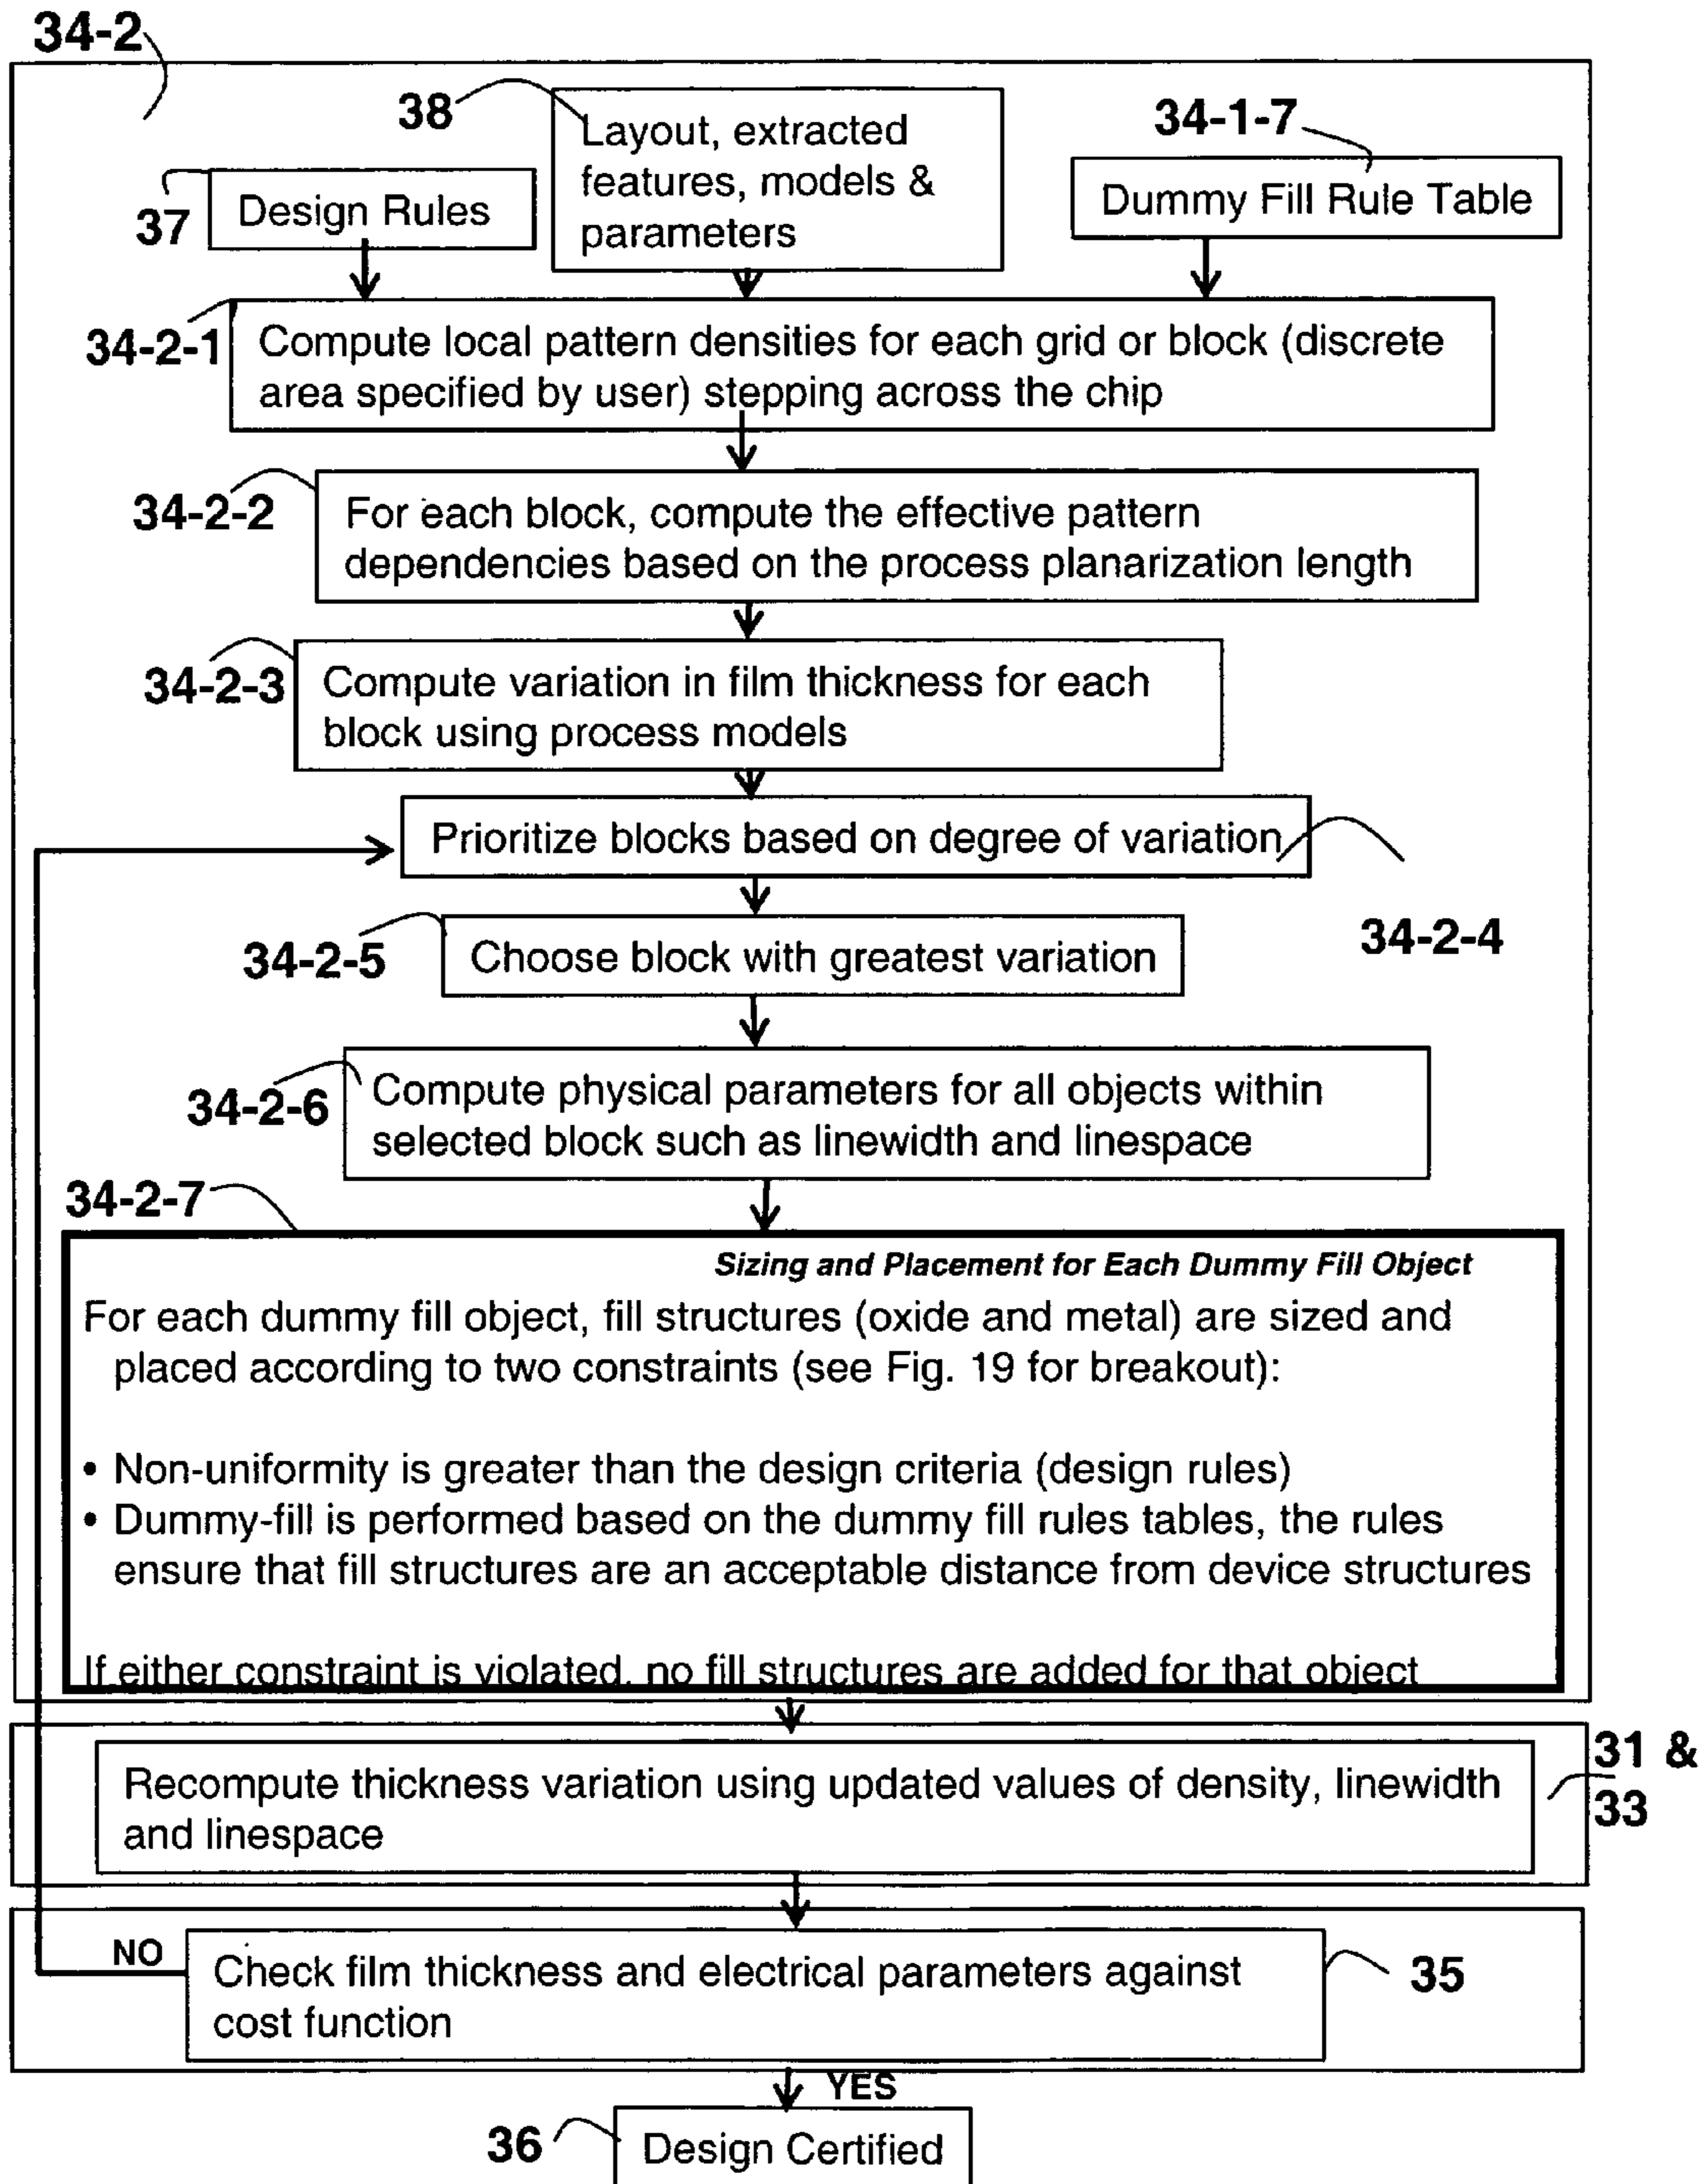 34-2
38
Layout, extracted
features, models &
parameters
34-1-7
Dummy Fill Rule Table
37
Design Rules
34-2-1
Compute local pattern densities for each grid or block (discrete
area specified by user) stepping across the chip
34-2-2
For each block, compute the effective pattern
dependencies based on the process planarization length
34-2-3
Compute variation in film thickness for each
block using process models
Prioritize blocks based on degree of variation
34-2-4
34-2-5
Choose block with greatest variation
34-2-6
Compute physical parameters for all objects within
selected block such as linewidth and linespace
34-2-7
Sizing and Placement for Each Dummy Fill Object
For each dummy fill object, fill structures (oxide and metal) are sized and
placed according to two constraints (see Fig. 19 for breakout):
• Non-uniformity is greater than the design criteria (design rules)
• Dummy-fill is performed based on the dummy fill rules tables, the rules
ensure that fill structures are an acceptable distance from device structures
If either constraint is violated, no fill structures are added for that object
31 &
33
Recompute thickness variation using updated values of density, linewidth
and linespace
NO
Check film thickness and electrical parameters against
cost function
35
YES
36
Design Certified